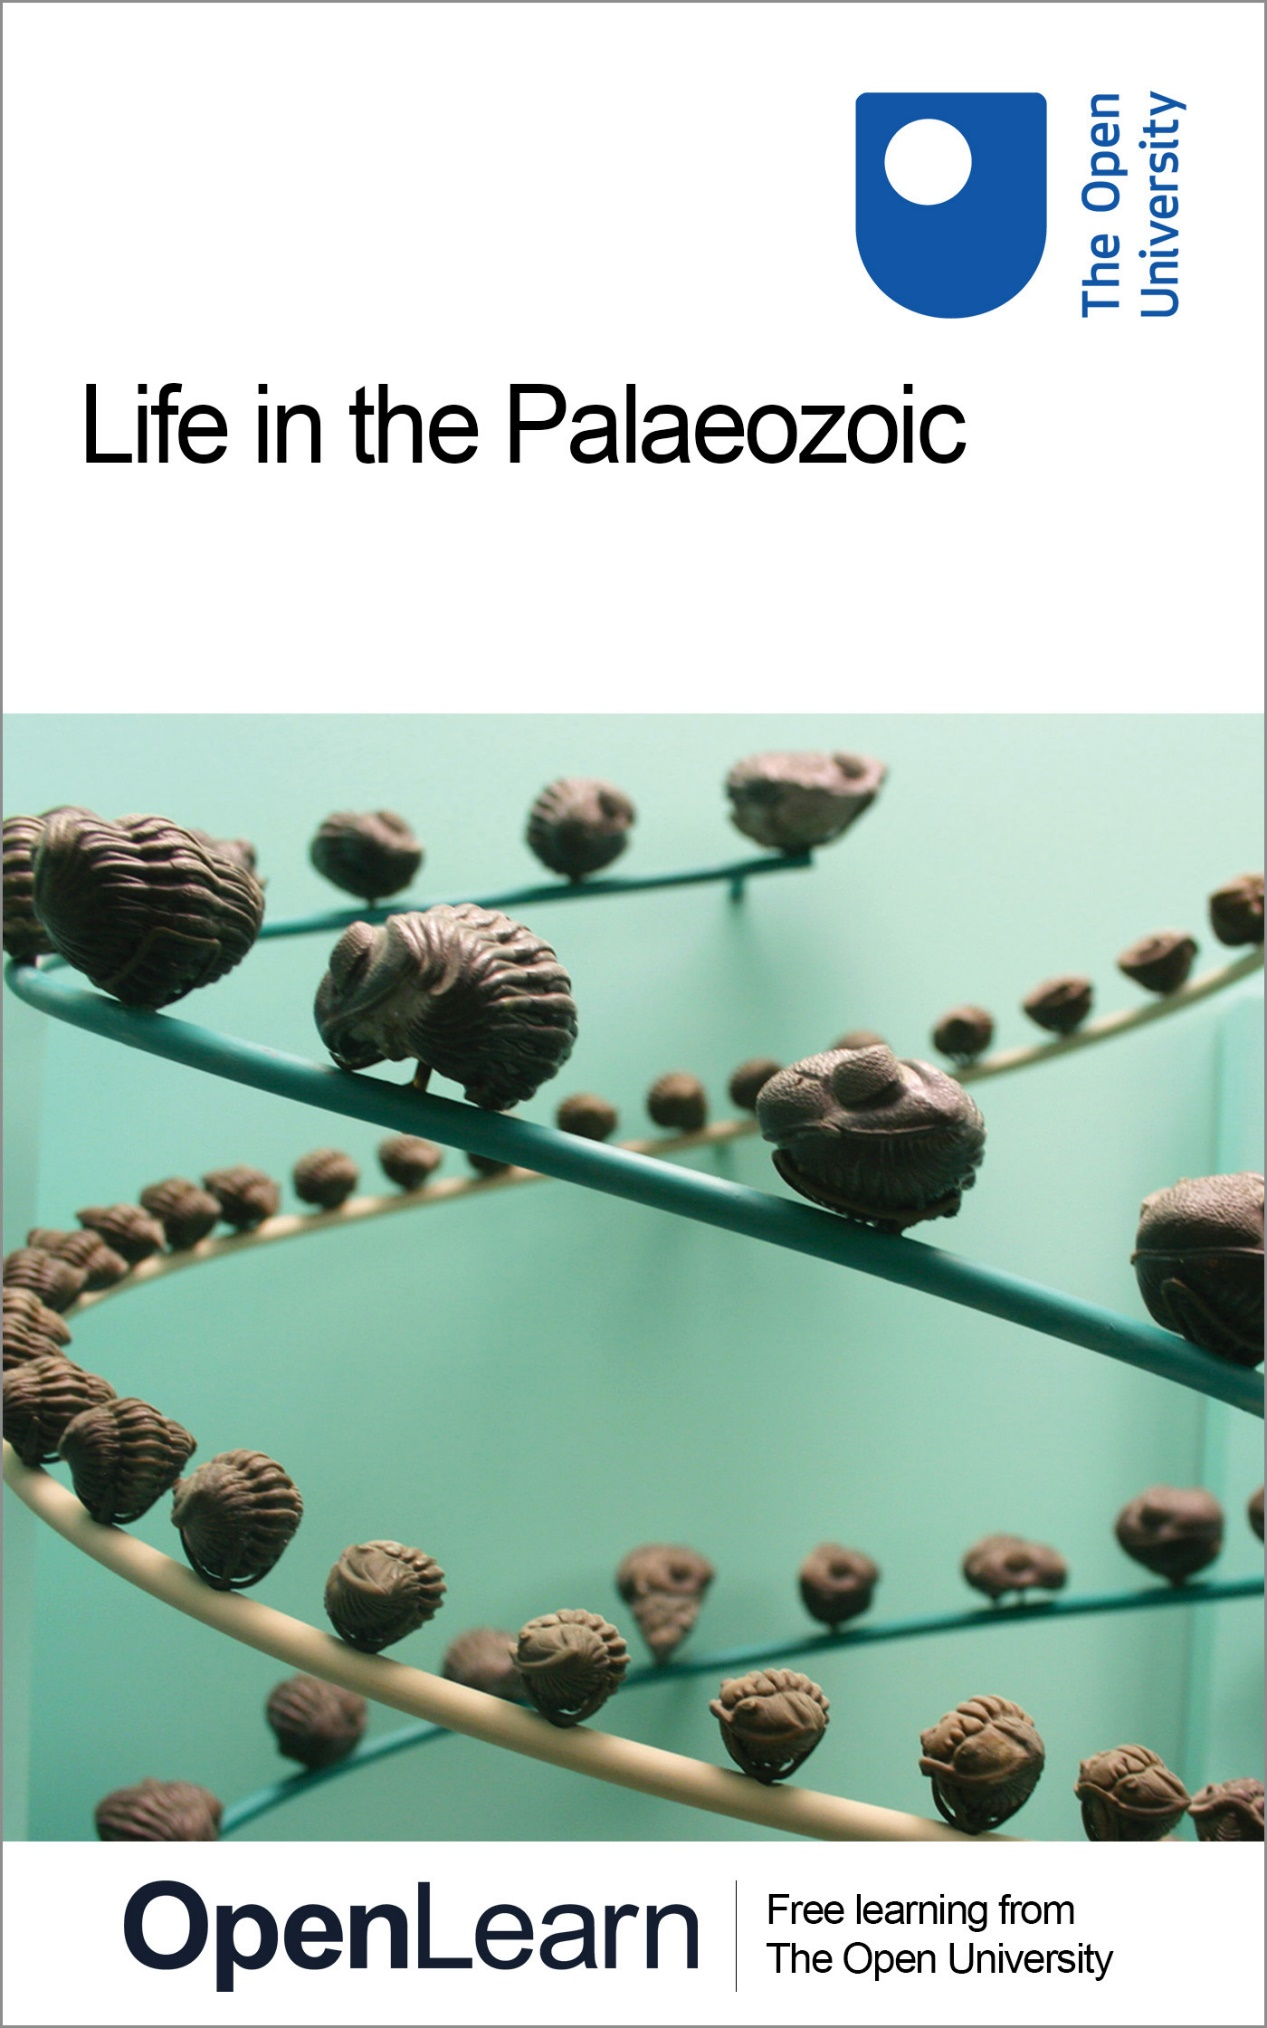 The Open
University
Life in the Palaeozoic
OpenLearn
Free learning from
The Open University